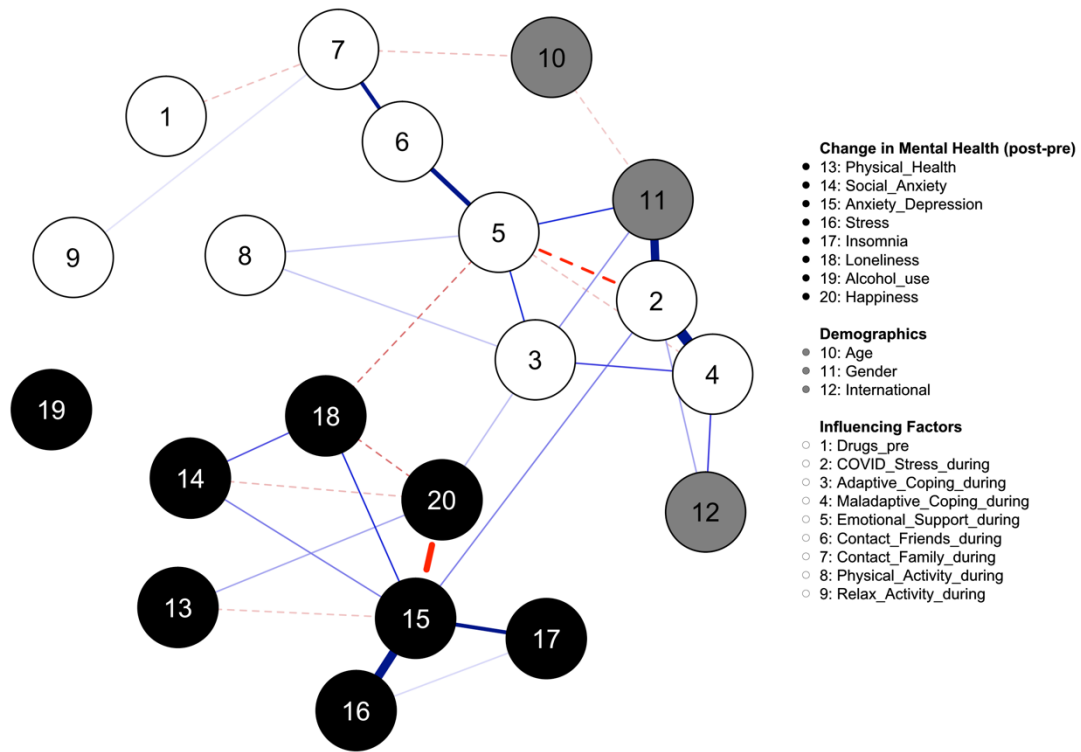 7
10
1
6
11
5
9
8
2
3
4
19
18
14
20
12
13
15
17
16
Change in Mental Health (post-pre)
13: Physical_Health
14: Social_Anxiety
15: Anxiety_Depression
16: Stress
17: Insomnia
18: Loneliness
19: Alcohol_use
20: Happiness
Demographics
10: Age
11: Gender
12: International
Influencing Factors
1: Drugs_pre
2: COVID_Stress_during
3: Adaptive_Coping_during
4: Maladaptive_Coping_during
5: Emotional_Support_during
6: Contact_Friends_during
7: Contact_Family_during
8: Physical_Activity_during
9: Relax_Activity_during